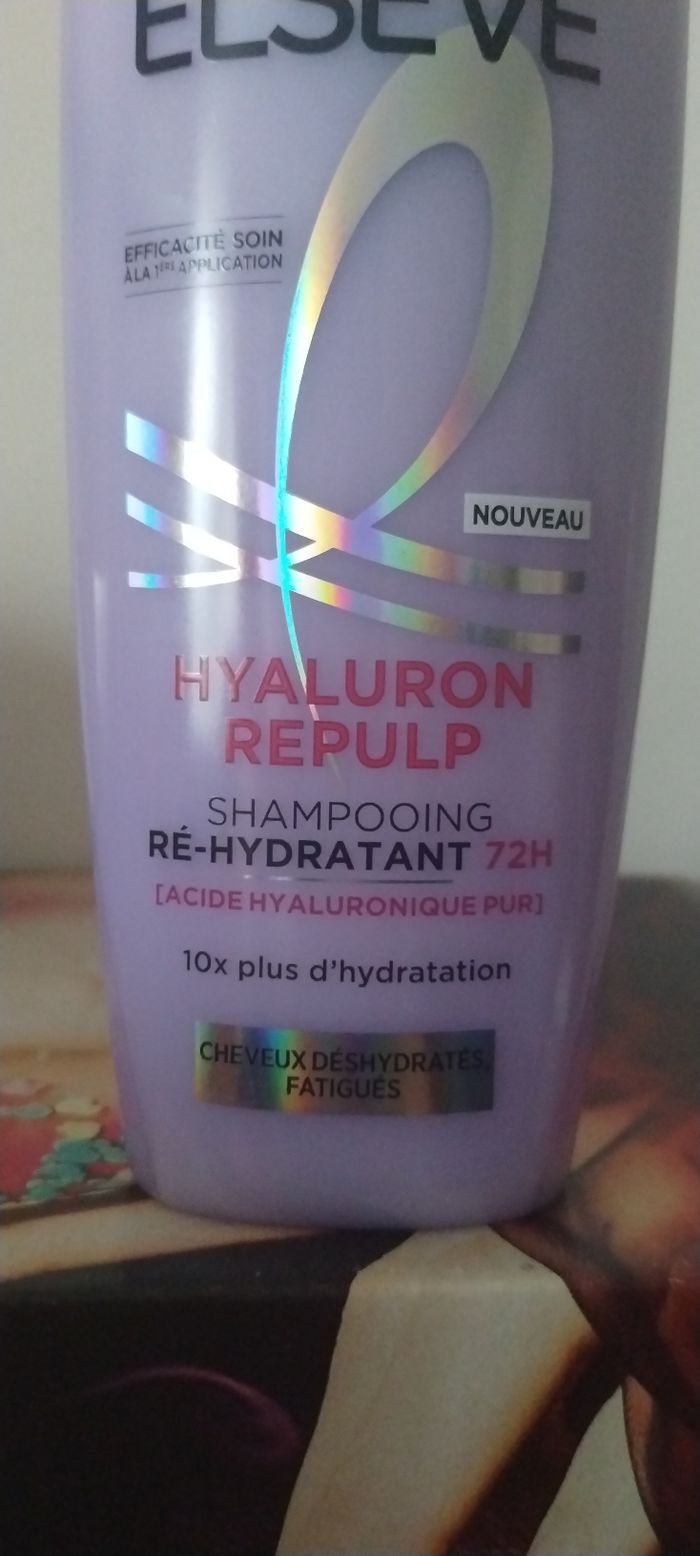 ELSEVE
EFFICACITÉ SOIN
À LA 1ÈRE APPLICATION
NOUVEAU
HYALURON
REPULP
SHAMPOOING
RÉ-HYDRATANT 72H
[ACIDE HYALURONIQUE PUR]
10x plus d'hydratation
CHEVEUX DÉSHYDRATÉS,
FATIGUÉS